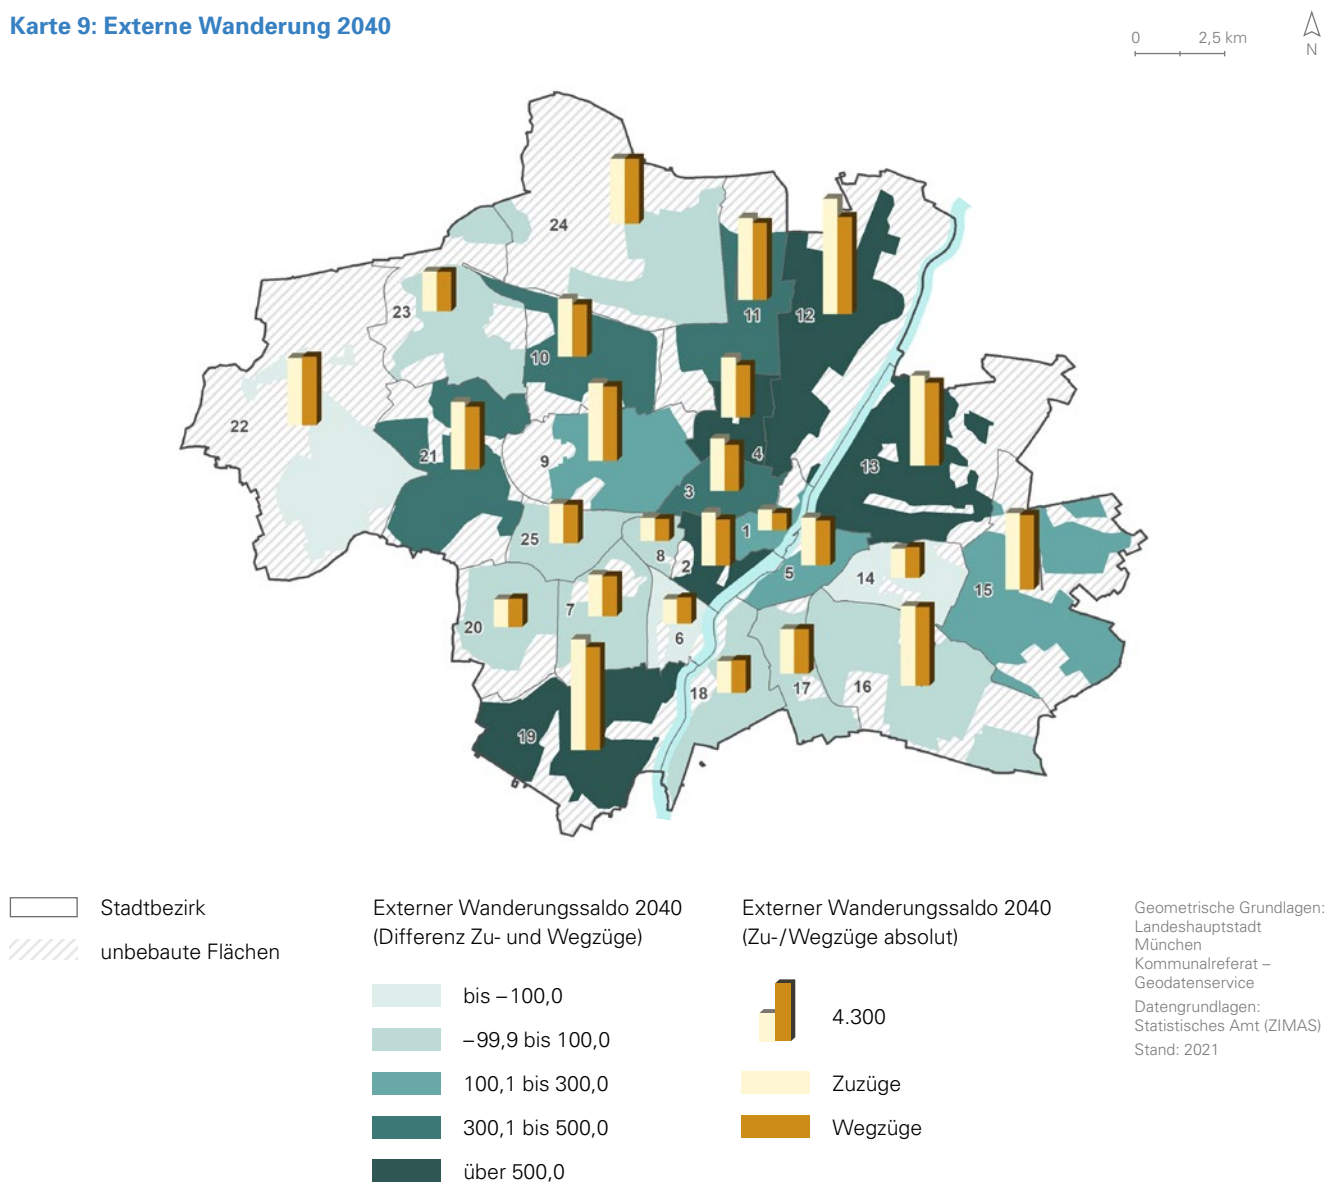 Karte 9: Externe Wanderung 2040
0 2,5 km
N
24
23
11
12
10
22
21
9
4
13
3
25
8
2
1
5
14
15
7
20
6
18
17
16
19
Stadtbezirk
unbebaute Flächen
Externer Wanderungssaldo 2040
(Differenz Zu- und Wegzüge)
bis –100,0
–99,9 bis 100,0
100,1 bis 300,0
300,1 bis 500,0
über 500,0
Externer Wanderungssaldo 2040
(Zu-/Wegzüge absolut)
4.300
Zuzüge
Wegzüge
Geometrische Grundlagen:
Landeshauptstadt
München
Kommunalreferat –
Geodatenservice
Datengrundlagen:
Statistisches Amt (ZIMAS)
Stand: 2021